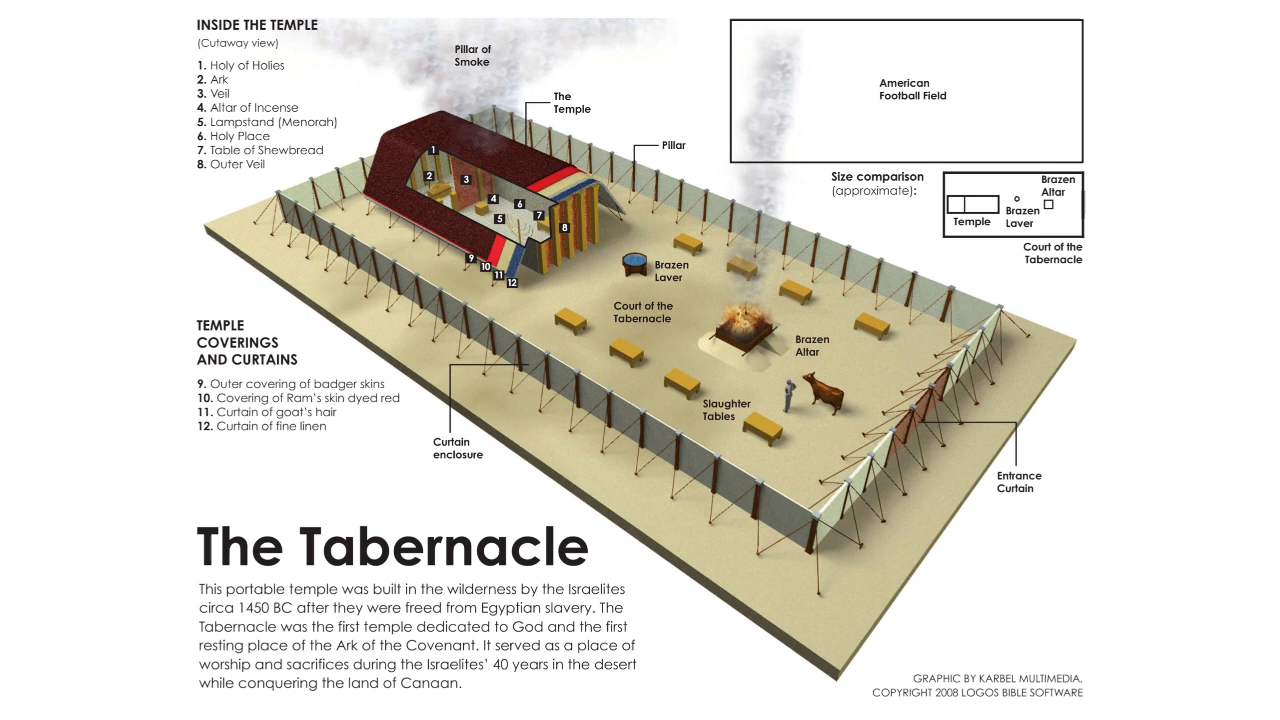 INSIDE THE TEMPLE
(Cutaway view)
1. Holy of Holies
2. Ark
3. Veil
4. Altar of Incense
5. Lampstand (Menorah)
6. Holy Place
7. Table of Shewbread
8. Outer Veil
Pillar of
Smoke
The
Temple
Pillar
American
Football Field
Size comparison
(approximate):
Brazen
Altar
Brazen
Laver
Temple
Court of the
Tabernacle
1
2
3
4
5
6
7
8
9
10
11
12
Brazen
Laver
Court of the
Tabernacle
Brazen
Altar
Slaughter
Tables
TEMPLE
COVERINGS
AND CURTAINS
9. Outer covering of badger skins
10. Covering of Ram's skin dyed red
11. Curtain of goat's hair
12. Curtain of fine linen
Curtain
enclosure
Entrance
Curtain
The Tabernacle
This portable temple was built in the wilderness by the Israelites
circa 1450 BC after they were freed from Egyptian slavery. The
Tabernacle was the first temple dedicated to God and the first
resting place of the Ark of the Covenant. It served as a place of
worship and sacrifices during the Israelites' 40 years in the desert
while conquering the land of Canaan.
GRAPHIC BY KARBEL MULTIMEDIA,
COPYRIGHT 2008 LOGOS BIBLE SOFTWARE